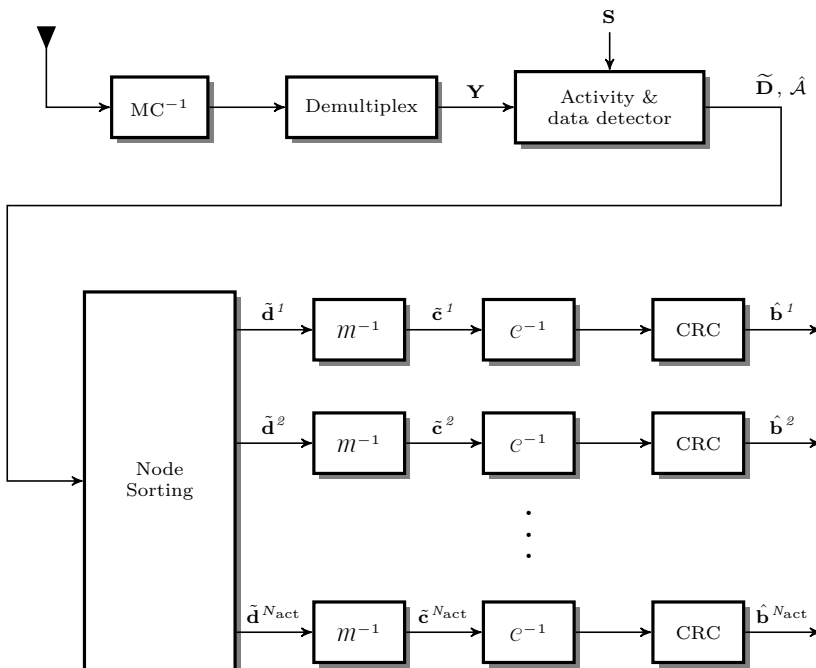 S
MC⁻¹
Demultiplex
Y
Activity &
data detector
D̃, Â
Node
Sorting
d̃¹
m⁻¹
c̃¹
C⁻¹
CRC
b̂¹
d̃²
m⁻¹
c̃²
C⁻¹
CRC
b̂²
d̃ᴺact
m⁻¹
c̃ᴺact
C⁻¹
CRC
b̂ᴺact